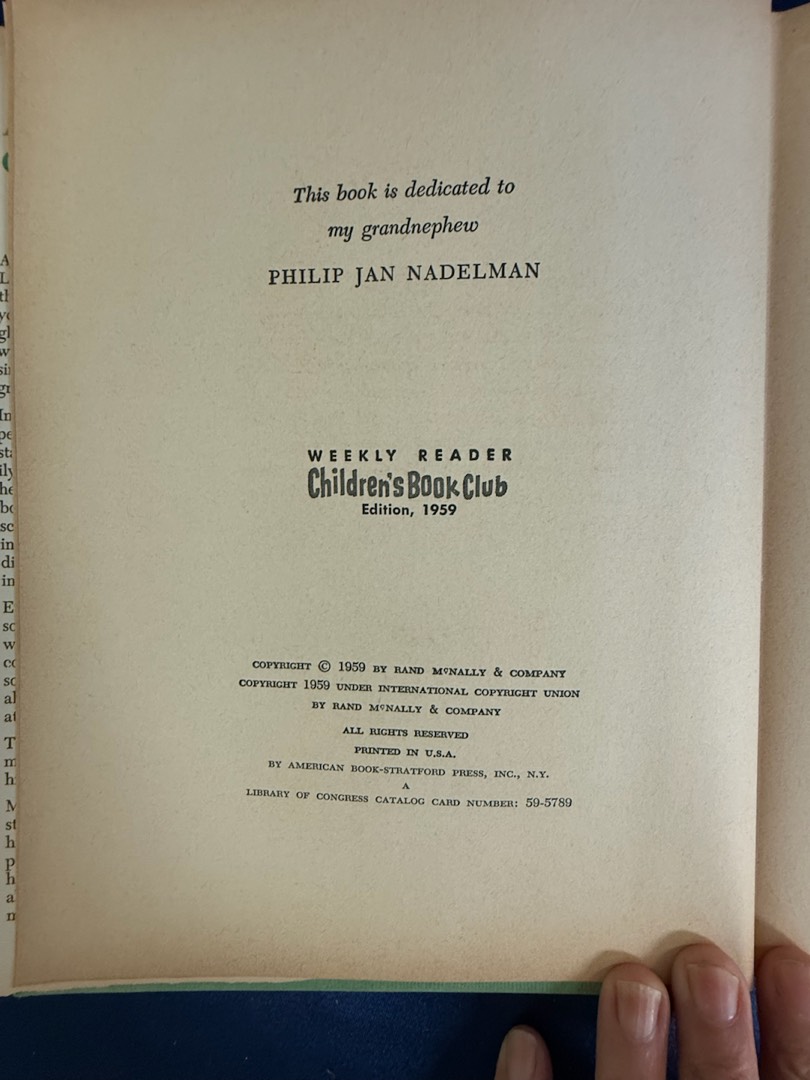 This book is dedicated to
my grandnephew
PHILIP JAN NADELMAN
WEEKLY READER
Children's Book Club
Edition, 1959
COPYRIGHT © 1959 BY RAND MCNALLY & COMPANY
COPYRIGHT 1959 UNDER INTERNATIONAL COPYRIGHT UNION
BY RAND MCNALLY & COMPANY
ALL RIGHTS RESERVED
PRINTED IN U.S.A.
BY AMERICAN BOOK-STRATFORD PRESS, INC., N.Y.
A
LIBRARY OF CONGRESS CATALOG CARD NUMBER: 59-5789